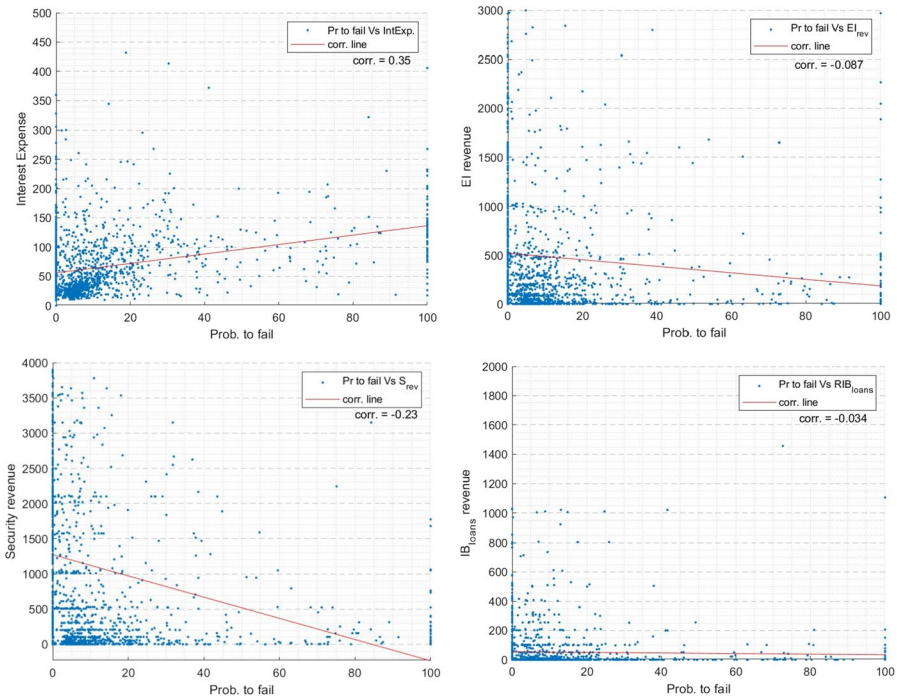 500
450
400
350
300
250
200
150
100
50
0
Interest Expense
Pr to fail Vs IntExp.
corr. line
corr. = 0.35
0 20 40 60 80 100
Prob. to fail
3000
2500
2000
1500
1000
500
0
EI revenue
Pr to fail Vs EI_rev
corr. line
corr. = -0.087
0 20 40 60 80 100
Prob. to fail
4000
3500
3000
2500
2000
1500
1000
500
0
Security revenue
Pr to fail Vs S_rev
corr. line
corr. = -0.23
0 20 40 60 80 100
Prob. to fail
2000
1800
1600
1400
1200
1000
800
600
400
200
0
IB_loans revenue
Pr to fail Vs RIB_loans
corr. line
corr. = -0.034
0 20 40 60 80 100
Prob. to fail